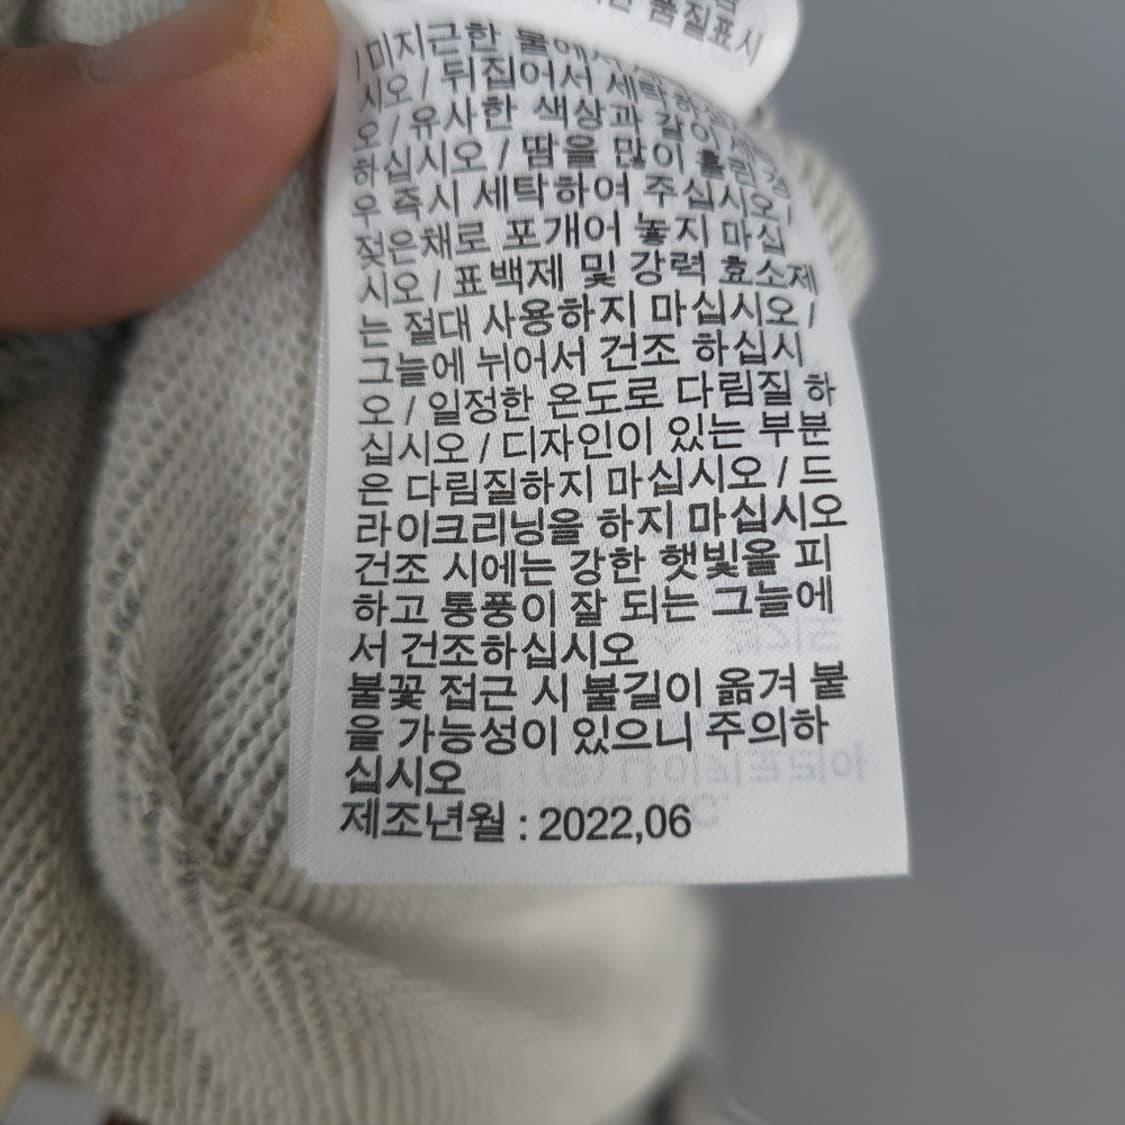 품질표시
/ 미지근한 물에서
시오 / 뒤집어서 세탁하십
오 / 유사한 색상과 같이 세탁
하십시오 / 땀을 많이 흘린 경
우 즉시 세탁하여 주십시오 /
젖은채로 포개어 놓지 마십
시오 / 표백제 및 강력 효소제
는 절대 사용하지 마십시오 /
그늘에 뉘어서 건조 하십시
오 / 일정한 온도로 다림질 하
십시오 / 디자인이 있는 부분
은 다림질하지 마십시오 / 드
라이크리닝을 하지 마십시오
건조 시에는 강한 햇빛을 피
하고 통풍이 잘 되는 그늘에
서 건조하십시오
불꽃 접근 시 불길이 옮겨 붙
을 가능성이 있으니 주의하
십시오
제조년월 : 2022,06